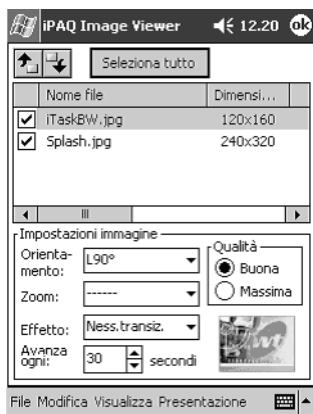 iPAQ Image Viewer 12.20 ok
Seleziona tutto
Nome file Dimensi...
iTaskBW.jpg 120x160
Splash.jpg 240x320
Impostazioni immagine
Orienta-
mento: L90°
Qualità
Buona
Massima
Zoom: ------
Effetto: Ness.transiz.
Avanza
ogni: 30 secondi
File Modifica Visualizza Presentazione